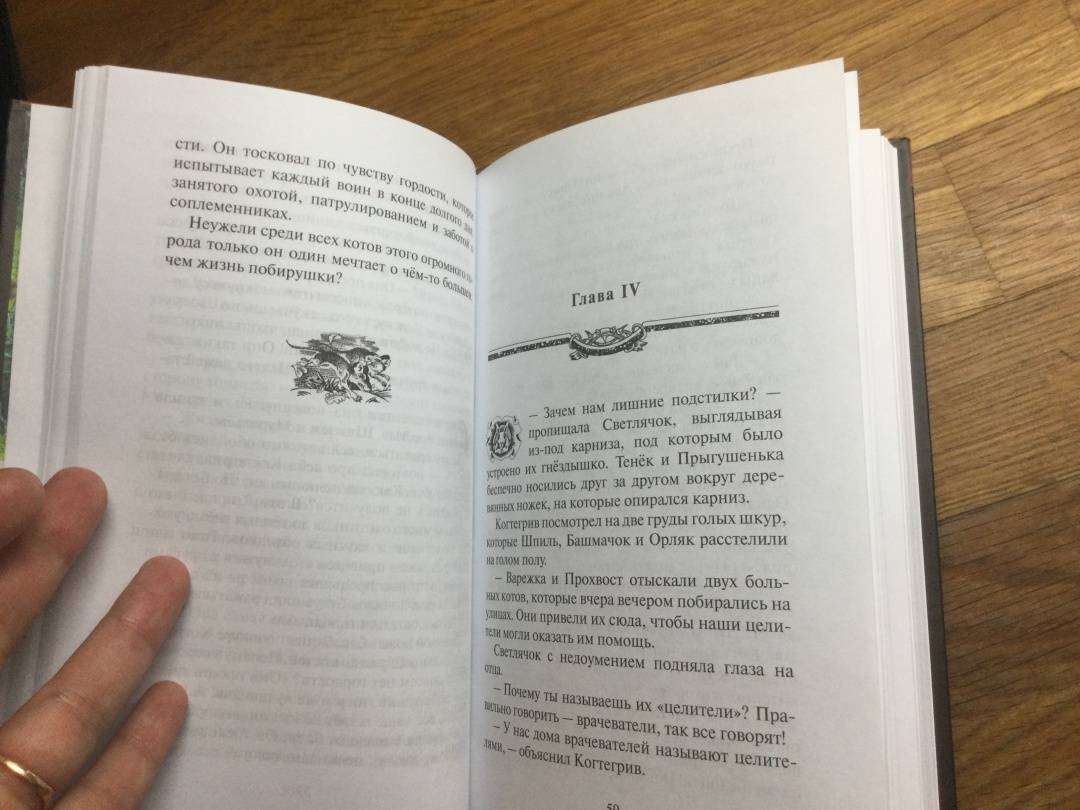 сти. Он тосковал по чувству гордости, которое
испытывает каждый воин в конце долгого дня,
занятого охотой, патрулированием и заботой о
соплеменниках.
Неужели среди всех котов этого огромного го-
рода только он один мечтает о чём-то большем,
чем жизнь побирушки?
Глава IV
— Зачем нам лишние подстилки? —
пропищала Светлячок, выглядывая
из-под карниза, под которым было
устроено их гнёздышко. Тенёк и Прыгушенька
беспечно носились друг за другом вокруг дере-
вянных ножек, на которые опирался карниз.
Когтегрив посмотрел на две груды голых шкур,
которые Шпиль, Башмачок и Орляк расстелили
на голом полу.
– Варежка и Прохвост отыскали двух боль-
ных котов, которые вчера вечером побирались на
улицах. Они привели их сюда, чтобы наши цели-
тели могли оказать им помощь.
Светлячок с недоумением подняла глаза на
отца.
– Почему ты называешь их «целители»? Пра-
вильно говорить — врачеватели, так все говорят!
– У нас дома врачевателей называют целите-
лями, — объяснил Когтегрив.